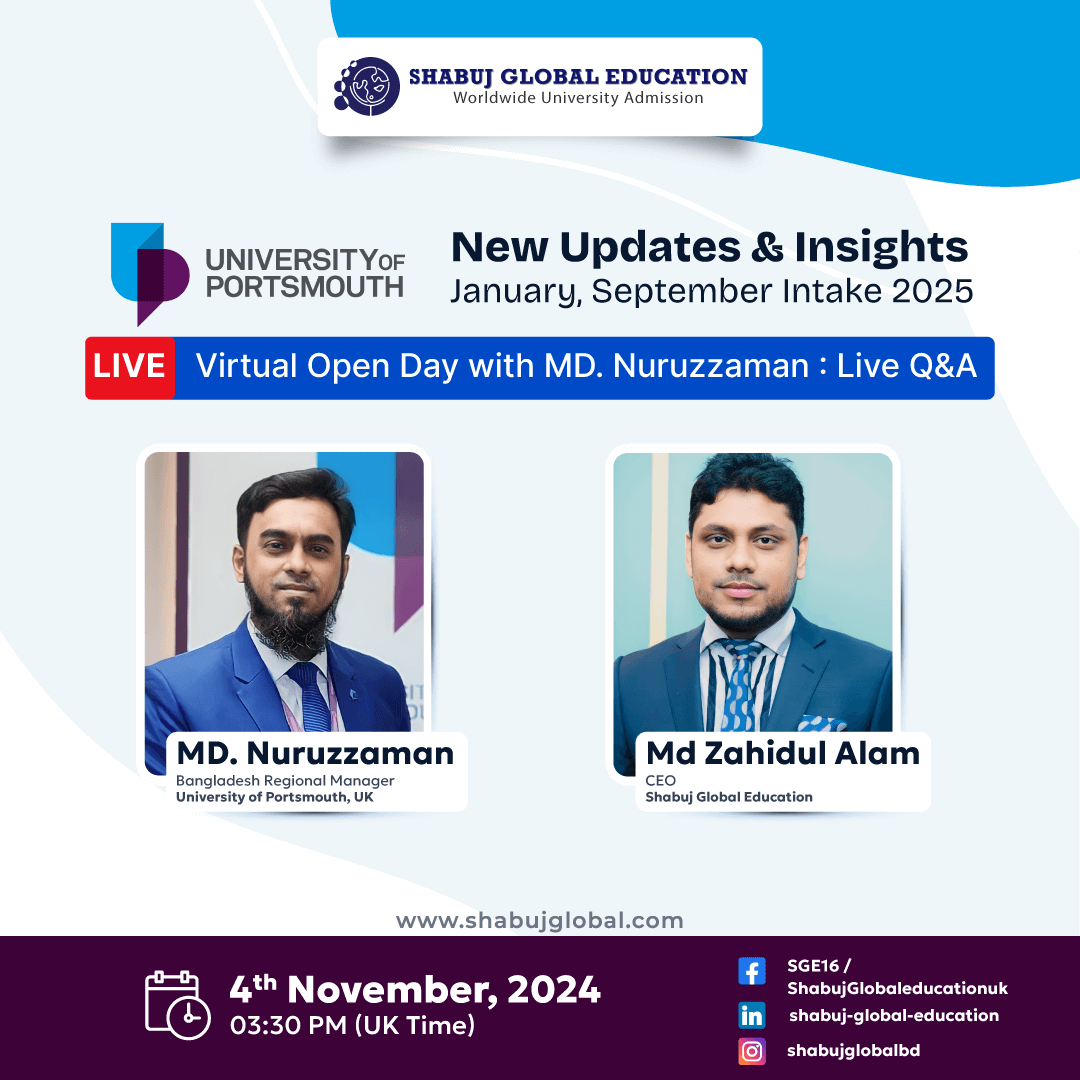 SHABUJ GLOBAL EDUCATION
Worldwide University Admission
UNIVERSITY OF
PORTSMOUTH
New Updates & Insights
January, September Intake 2025
LIVE Virtual Open Day with MD. Nuruzzaman : Live Q&A
MD. Nuruzzaman
Bangladesh Regional Manager
University of Portsmouth, UK
Md Zahidul Alam
CEO
Shabuj Global Education
www.shabujglobal.com
4th November, 2024
03:30 PM (UK Time)
SGE16 /
ShabujGlobaleducationuk
shabuj-global-education
shabujglobalbd